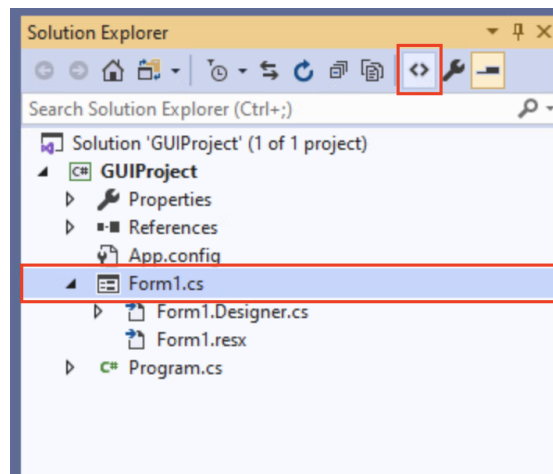 Solution Explorer
Search Solution Explorer (Ctrl+;)
Solution 'GUIProject' (1 of 1 project)
C# GUIProject
Properties
References
App.config
Form1.cs
Form1.Designer.cs
Form1.resx
C# Program.cs